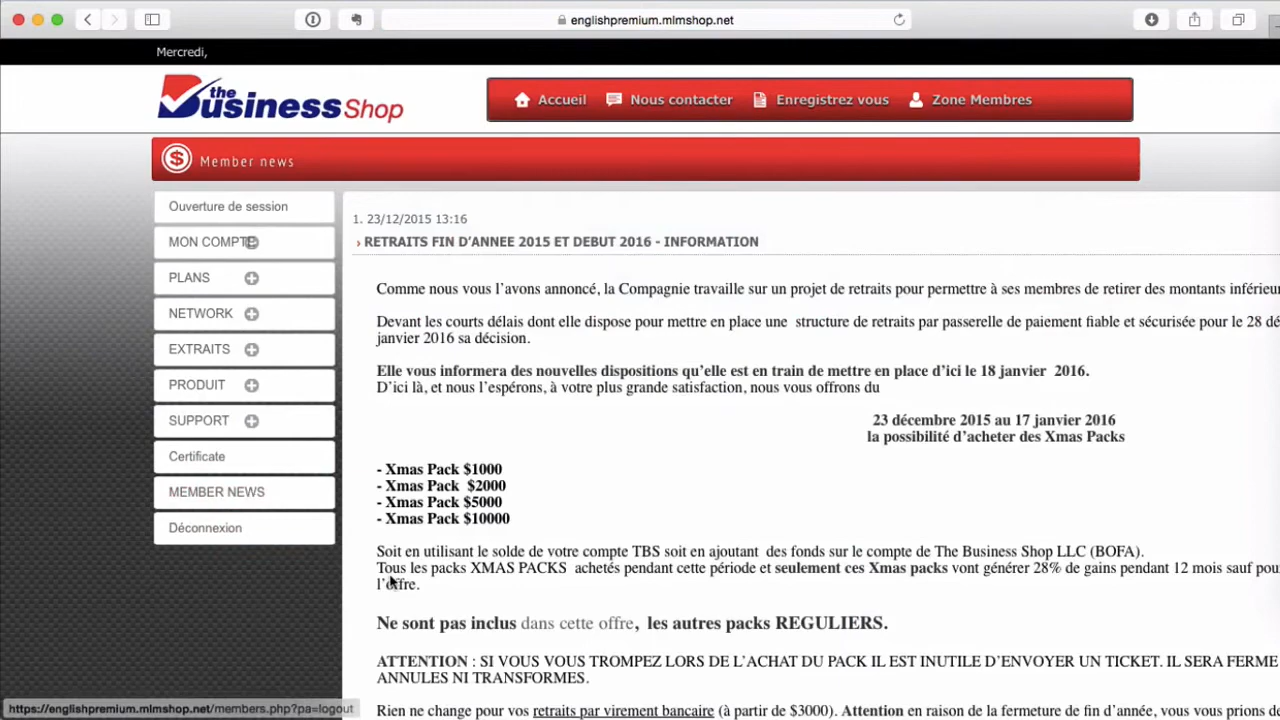 englishpremium.mlmshop.net
Mercredi,
the Business Shop
Accueil
Nous contacter
Enregistrez vous
Zone Membres
Member news
Ouverture de session
MON COMPTE
PLANS
NETWORK
EXTRAITS
PRODUIT
SUPPORT
Certificate
MEMBER NEWS
Déconnexion
1. 23/12/2015 13:16
› RETRAITS FIN D'ANNEE 2015 ET DEBUT 2016 - INFORMATION
Comme nous vous l'avons annoncé, la Compagnie travaille sur un projet de retraits pour permettre à ses membres de retirer des montants
Devant les courts délais dont elle dispose pour mettre en place une structure de retraits par passerelle de paiement fiable et sécurisée pour le 28
janvier 2016 sa décision.
Elle vous informera des nouvelles dispositions qu'elle est en train de mettre en place d'ici le 18 janvier 2016.
D'ici là, et nous l'espérons, à votre plus grande satisfaction, nous vous offrons du
23 décembre 2015 au 17 janvier 2016
la possibilité d'acheter des Xmas Packs
- Xmas Pack $1000
- Xmas Pack $2000
- Xmas Pack $5000
- Xmas Pack $10000
Soit en utilisant le solde de votre compte TBS soit en ajoutant des fonds sur le compte de The Business Shop LLC (BOFA).
Tous les packs XMAS PACKS achetés pendant cette période et seulement ces Xmas packs vont générer 28% de gains pendant 12 mois sauf
l'offre.
Ne sont pas inclus dans cette offre, les autres packs REGULIERS.
ATTENTION : SI VOUS VOUS TROMPEZ LORS DE L'ACHAT DU PACK IL EST INUTILE D'ENVOYER UN TICKET. IL SERA FERME
ANNULES NI TRANSFORMES.
Rien ne change pour vos retraits par virement bancaire (à partir de $3000). Attention en raison de la fermeture de fin d'année, vous vous prions
https://englishpremium.mlmshop.net/members.php?pa=logout